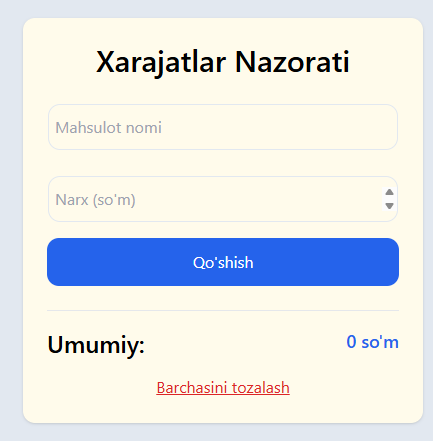 Xarajatlar Nazorati
Mahsulot nomi
Narx (so'm)
Qo'shish
Umumiy:
0 so'm
Barchasini tozalash